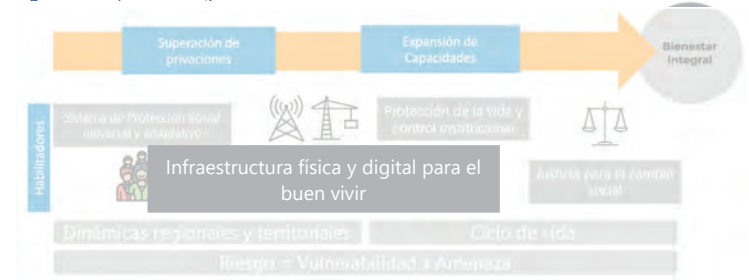 Superación de
privaciones
Expansión de
Capacidades
Bienestar
Integral
Habilitadores
Sistema de Protección Social
universal y adaptativo
Protección de la vida y
control institucional
Infraestructura física y digital para el
buen vivir
Justicia para el cambio
social
Dinámicas regionales y territoriales
Ciclo de vida
Riesgo = Vulnerabilidad x Amenaza